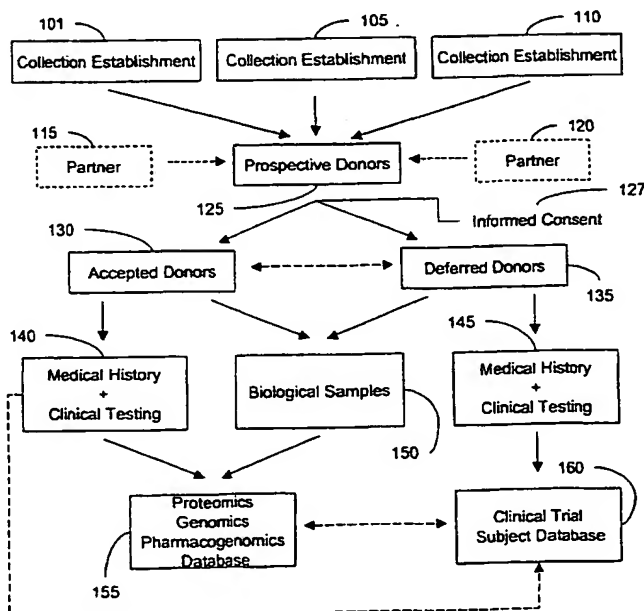 101
105
110
Collection Establishment
Collection Establishment
Collection Establishment
115
120
Partner
Prospective Donors
Partner
127
125
Informed Consent
130
Accepted Donors
Deferred Donors
135
140
145
Medical History
+
Clinical Testing
Biological Samples
Medical History
+
Clinical Testing
150
160
Proteomics
Genomics
Pharmacogenomics
Database
Clinical Trial
Subject Database
155